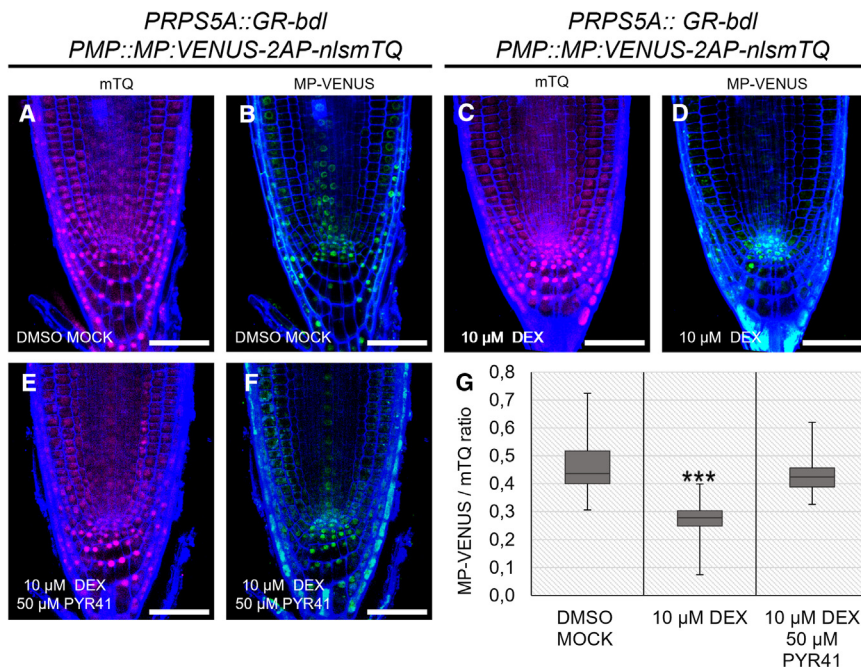 PRPS5A::GR-bdl
PMP::MP:VENUS-2AP-nlsmTQ
PRPS5A:: GR-bdl
PMP::MP:VENUS-2AP-nlsmTQ
mTQ
MP-VENUS
mTQ
MP-VENUS
A
B
C
D
DMSO MOCK
DMSO MOCK
10 µM DEX
10 µM DEX
E
F
10 µM DEX
50 µM PYR41
10 µM DEX
50 µM PYR41
G
MP-VENUS / mTQ ratio
0,8
0,7
0,6
0,5
0,4
0,3
0,2
0,1
0,0
***
DMSO
MOCK
10 µM DEX
10 µM DEX
50 µM
PYR41